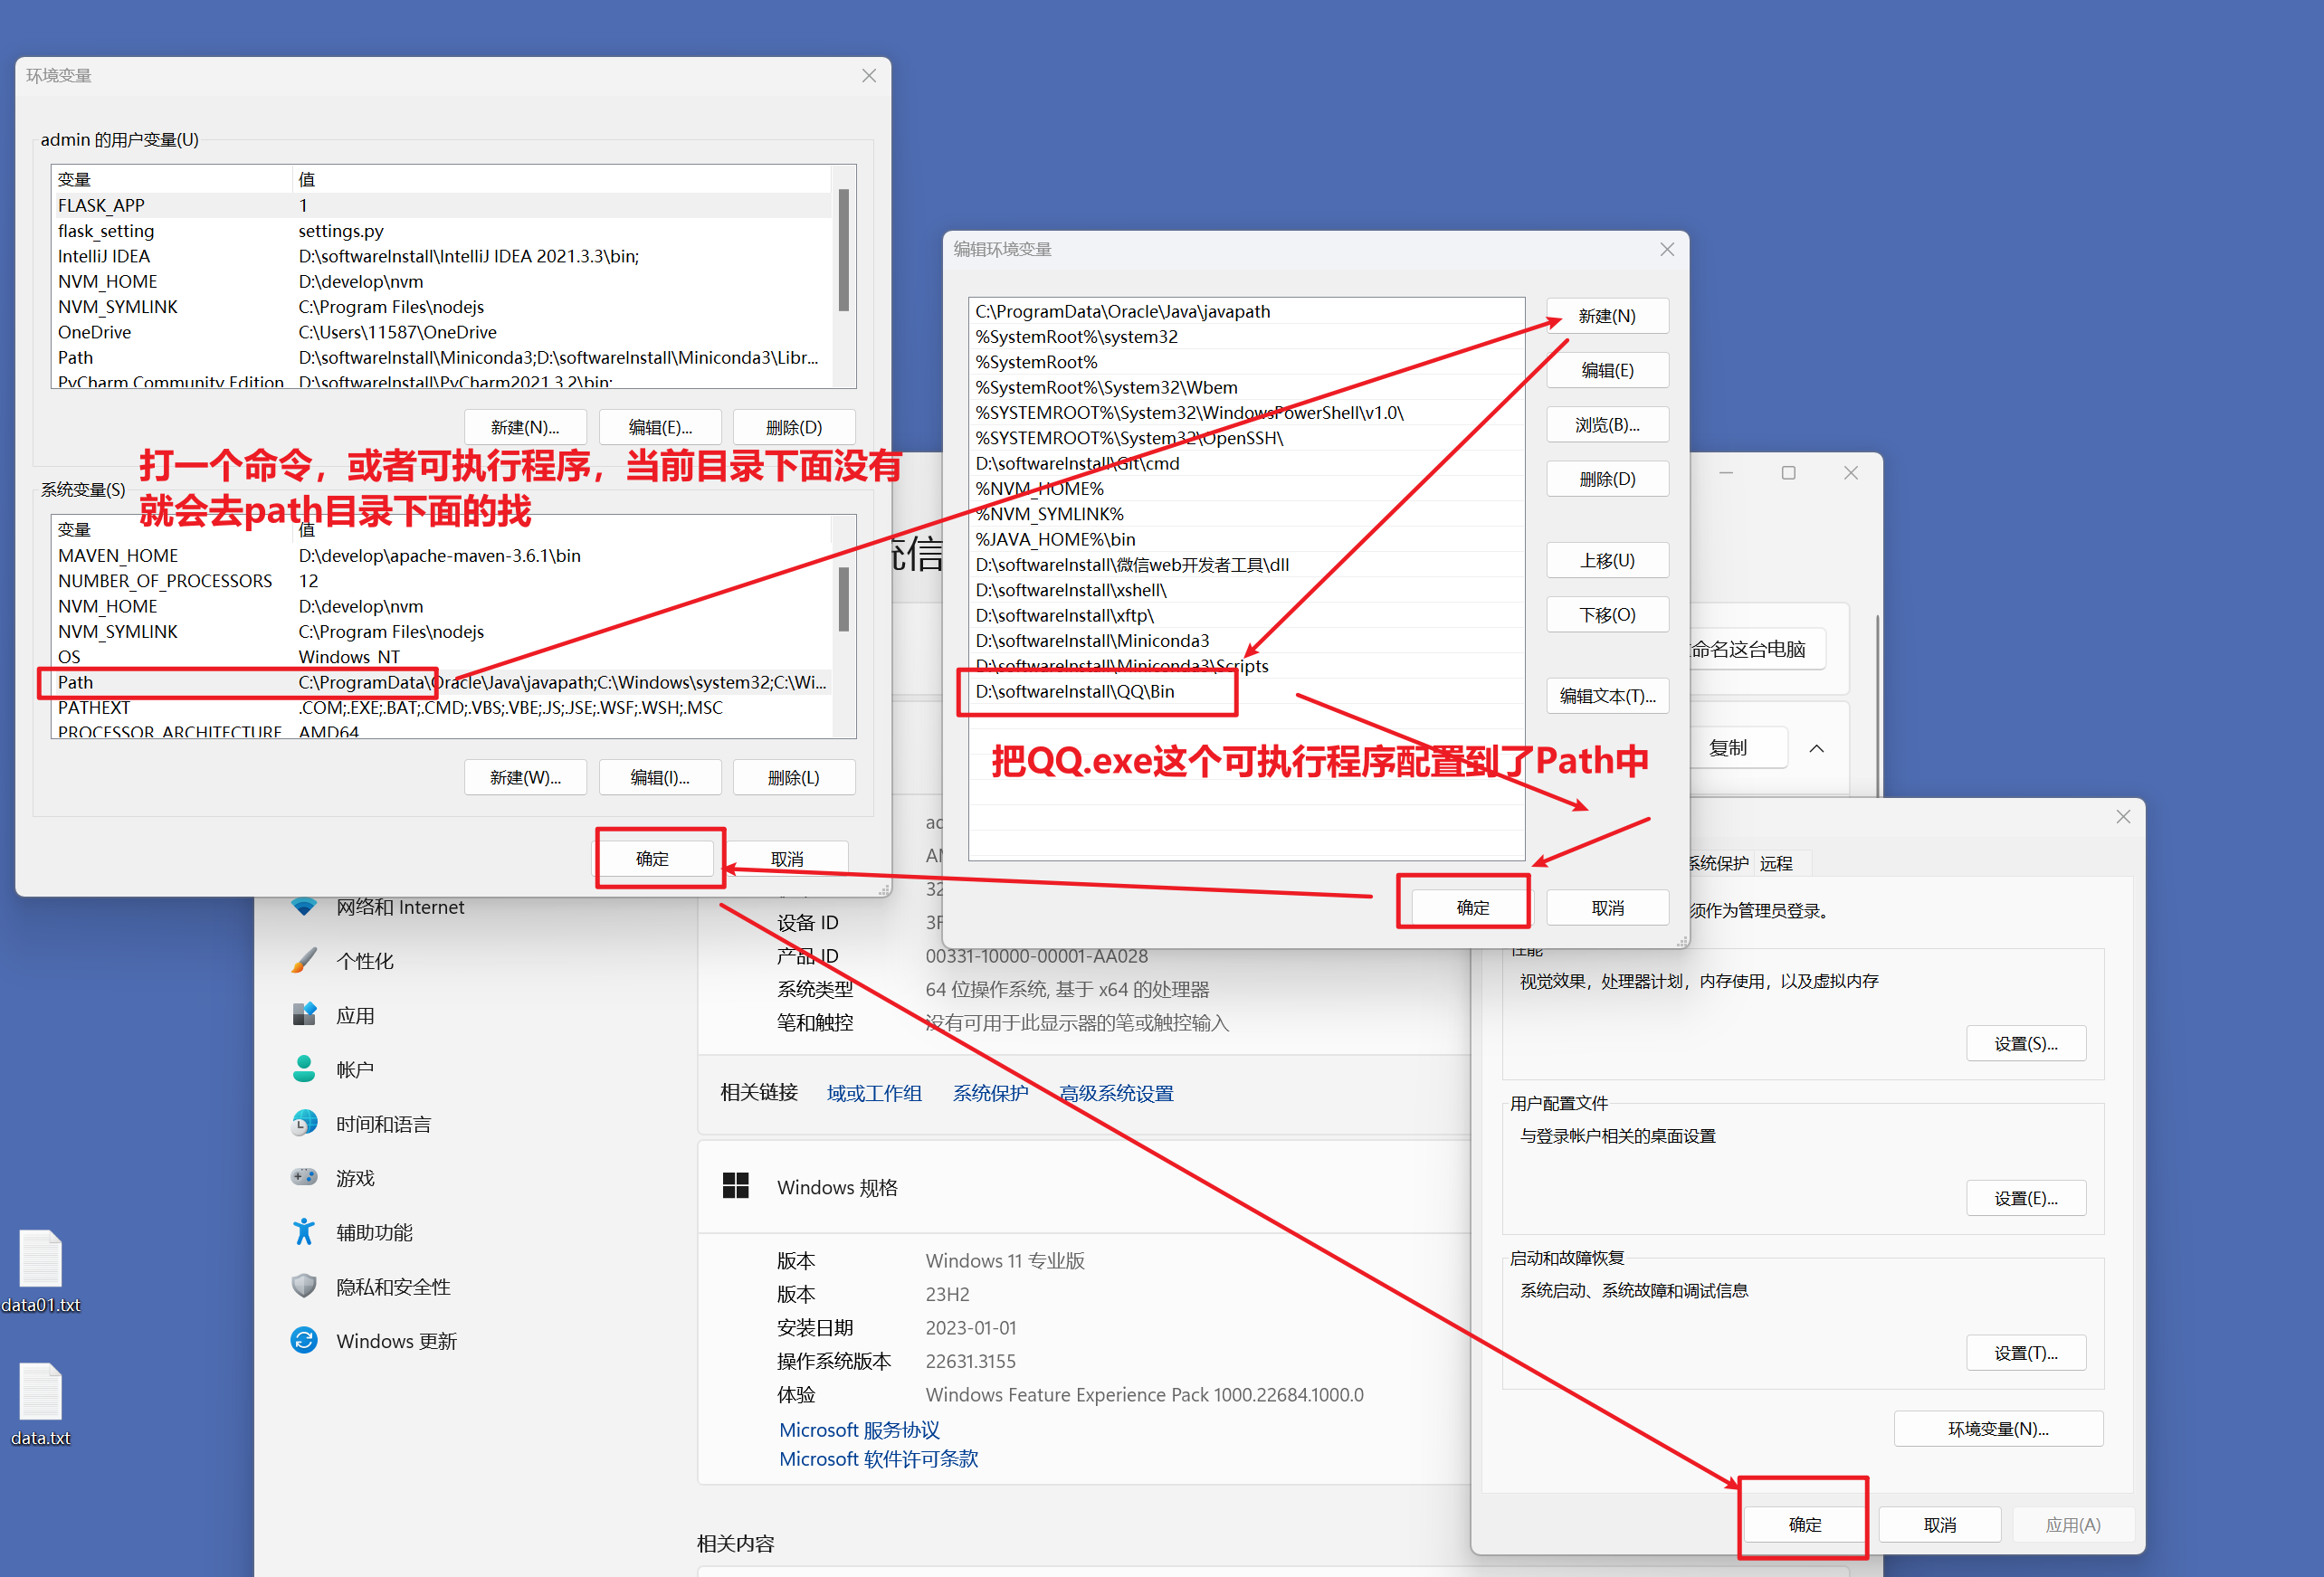 环境变量
admin 的用户变量(U)
变量 值
FLASK_APP 1
flask_setting settings.py
IntelliJ IDEA D:\softwareInstall\IntelliJ IDEA 2021.3.3\bin;
NVM_HOME D:\develop\nvm
NVM_SYMLINK C:\Program Files\nodejs
OneDrive C:\Users\11587\OneDrive
Path D:\softwareInstall\Miniconda3;D:\softwareInstall\Miniconda3\Libr...
PyCharm Community Edition D:\softwareInstall\PyCharm2021.3.2\bin;
新建(N)... 编辑(E)... 删除(D)
打一个命令，或者可执行程序，当前目录下面没有
就会去path目录下面的找
系统变量(S)
变量 值
MAVEN_HOME D:\develop\apache-maven-3.6.1\bin
NUMBER_OF_PROCESSORS 12
NVM_HOME D:\develop\nvm
NVM_SYMLINK C:\Program Files\nodejs
OS Windows_NT
Path C:\ProgramData\Oracle\Java\javapath;C:\Windows\system32;C:\Wi...
PATHEXT .COM;.EXE;.BAT;.CMD;.VBS;.VBE;.JS;.JSE;.WSF;.WSH;.MSC
PROCESSOR_ARCHITECTURE AMD64
新建(W)... 编辑(I)... 删除(L)
确定 取消
编辑环境变量
C:\ProgramData\Oracle\Java\javapath
%SystemRoot%\system32
%SystemRoot%
%SystemRoot%\System32\Wbem
%SYSTEMROOT%\System32\WindowsPowerShell\v1.0\
%SYSTEMROOT%\System32\OpenSSH\
D:\softwareInstall\Git\cmd
%NVM_HOME%
%NVM_SYMLINK%
%JAVA_HOME%\bin
D:\softwareInstall\微信web开发者工具\dll
D:\softwareInstall\xshell\
D:\softwareInstall\xftp\
D:\softwareInstall\Miniconda3
D:\softwareInstall\Miniconda3\Scripts
D:\softwareInstall\QQ\Bin
把QQ.exe这个可执行程序配置到了Path中
新建(N)
编辑(E)
浏览(B)...
删除(D)
上移(U)
下移(O)
编辑文本(T)...
确定 取消
统信
命名这台电脑
复制
网络和 Internet
个性化
应用
帐户
时间和语言
游戏
辅助功能
隐私和安全性
Windows 更新
设备 ID 3F
产品 ID 00331-10000-00001-AA028
系统类型 64 位操作系统, 基于 x64 的处理器
笔和触控 没有可用于此显示器的笔或触控输入
相关链接 域或工作组 系统保护 高级系统设置
Windows 规格
版本 Windows 11 专业版
版本 23H2
安装日期 2023-01-01
操作系统版本 22631.3155
体验 Windows Feature Experience Pack 1000.22684.1000.0
Microsoft 服务协议
Microsoft 软件许可条款
相关内容
系统保护 远程
须作为管理员登录。
性能
视觉效果，处理器计划，内存使用，以及虚拟内存
设置(S)...
用户配置文件
与登录帐户相关的桌面设置
设置(E)...
启动和故障恢复
系统启动、系统故障和调试信息
设置(T)...
环境变量(N)...
确定 取消 应用(A)
data01.txt
data.txt